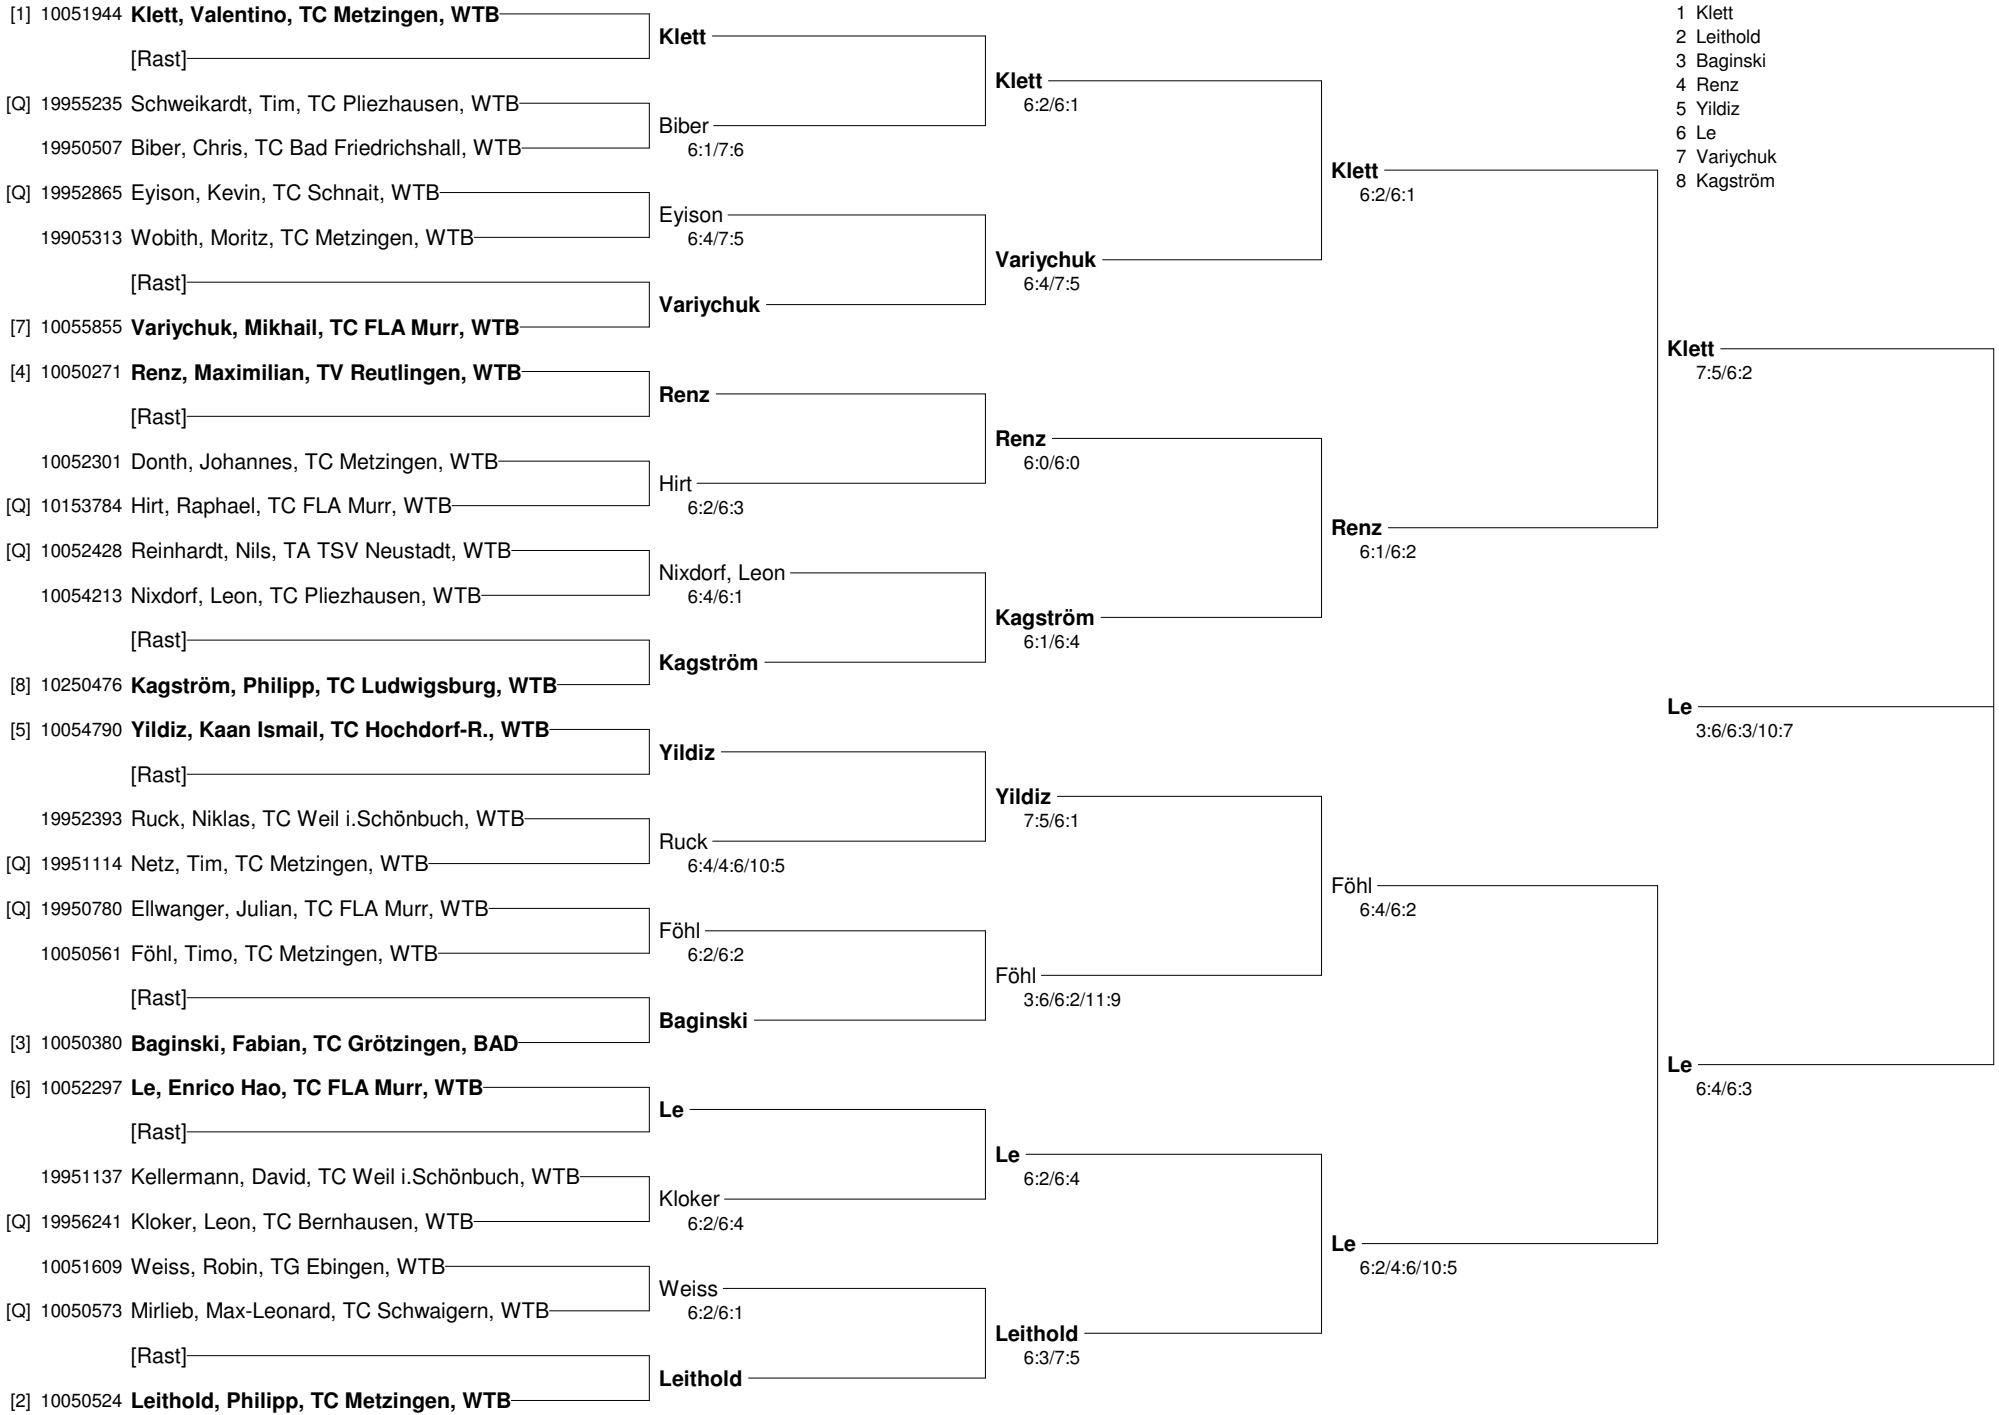 [1] 10051944 Klett, Valentino, TC Metzingen, WTB
[Rast]
[Q] 19955235 Schweikardt, Tim, TC Pliezhausen, WTB
19950507 Biber, Chris, TC Bad Friedrichshall, WTB
[Q] 19952865 Eyison, Kevin, TC Schnait, WTB
19905313 Wobith, Moritz, TC Metzingen, WTB
[Rast]
[7] 10055855 Variychuk, Mikhail, TC FLA Murr, WTB
[4] 10050271 Renz, Maximilian, TV Reutlingen, WTB
[Rast]
10052301 Donth, Johannes, TC Metzingen, WTB
[Q] 10153784 Hirt, Raphael, TC FLA Murr, WTB
[Q] 10052428 Reinhardt, Nils, TA TSV Neustadt, WTB
10054213 Nixdorf, Leon, TC Pliezhausen, WTB
[Rast]
[8] 10250476 Kagström, Philipp, TC Ludwigsburg, WTB
[5] 10054790 Yildiz, Kaan Ismail, TC Hochdorf-R., WTB
[Rast]
19952393 Ruck, Niklas, TC Weil i.Schönbuch, WTB
[Q] 19951114 Netz, Tim, TC Metzingen, WTB
[Q] 19950780 Ellwanger, Julian, TC FLA Murr, WTB
10050561 Föhl, Timo, TC Metzingen, WTB
[Rast]
[3] 10050380 Baginski, Fabian, TC Grötzingen, BAD
[6] 10052297 Le, Enrico Hao, TC FLA Murr, WTB
[Rast]
19951137 Kellermann, David, TC Weil i.Schönbuch, WTB
[Q] 19956241 Kloker, Leon, TC Bernhausen, WTB
10051609 Weiss, Robin, TG Ebingen, WTB
[Q] 10050573 Mirlieb, Max-Leonard, TC Schwaigern, WTB
[Rast]
[2] 10050524 Leithold, Philipp, TC Metzingen, WTB
Klett
Biber
6:1/7:6
Eyison
6:4/7:5
Variychuk
Renz
Hirt
6:2/6:3
Nixdorf, Leon
6:4/6:1
Kagström
Yildiz
Ruck
6:4/4:6/10:5
Föhl
6:2/6:2
Baginski
Le
Kloker
6:2/6:4
Weiss
6:2/6:1
Leithold
Klett
6:2/6:1
Variychuk
6:4/7:5
Renz
6:0/6:0
Kagström
6:1/6:4
Yildiz
7:5/6:1
Föhl
3:6/6:2/11:9
Le
6:2/6:4
Leithold
6:3/7:5
Klett
6:2/6:1
Renz
6:1/6:2
Föhl
6:4/6:2
Le
6:2/4:6/10:5
Klett
7:5/6:2
Le
3:6/6:3/10:7
Le
6:4/6:3
1 Klett
2 Leithold
3 Baginski
4 Renz
5 Yildiz
6 Le
7 Variychuk
8 Kagström